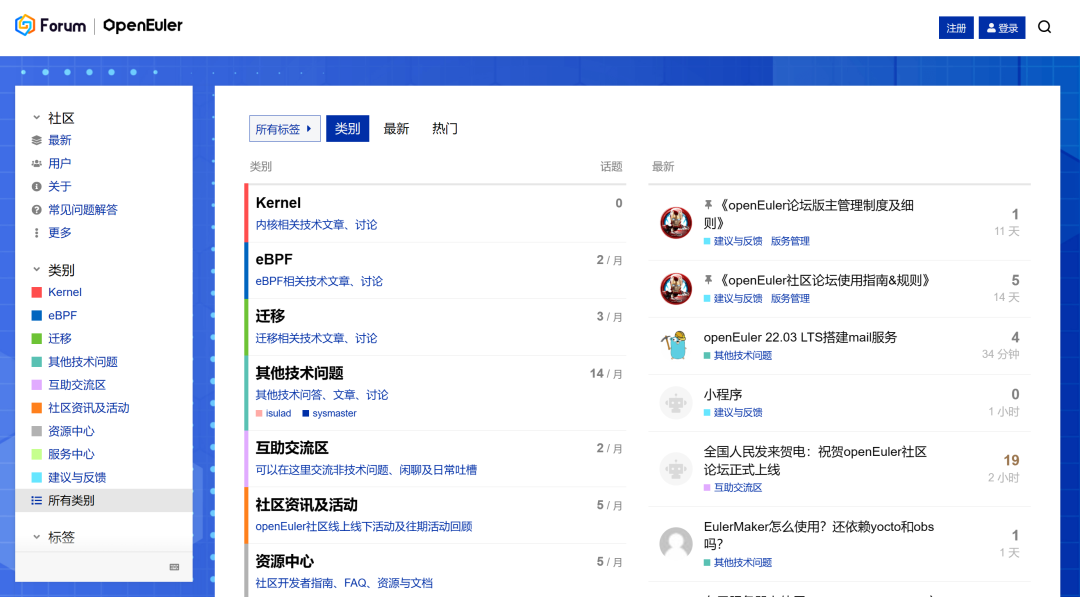 Forum | OpenEuler
注册
登录
社区
最新
用户
关于
常见问题解答
更多
类别
Kernel
eBPF
迁移
其他技术问题
互助交流区
社区资讯及活动
资源中心
服务中心
建议与反馈
所有类别
标签
所有标签
类别
最新
热门
类别 话题
Kernel 0
内核相关技术文章、讨论
eBPF 2 / 月
eBPF相关技术文章、讨论
迁移 3 / 月
迁移相关技术文章、讨论
其他技术问题 14 / 月
其他技术问答、文章、讨论
isulad sysmaster
互助交流区 2 / 月
可以在这里交流非技术问题、闲聊及日常吐槽
社区资讯及活动 5 / 月
openEuler社区线上线下活动及往期活动回顾
资源中心 5 / 月
社区开发者指南、FAQ、资源与文档
最新
《openEuler论坛版主管理制度及细
则》
建议与反馈 版务管理
1
11 天
《openEuler社区论坛使用指南&规则》
建议与反馈 版务管理
5
14 天
openEuler 22.03 LTS搭建mail服务
其他技术问题
4
34 分钟
小程序
建议与反馈
0
1 小时
全国人民发来贺电：祝贺openEuler社区
论坛正式上线
互助交流区
19
2 小时
EulerMaker怎么使用？还依赖yocto和obs
吗？
其他技术问题
1
1 天